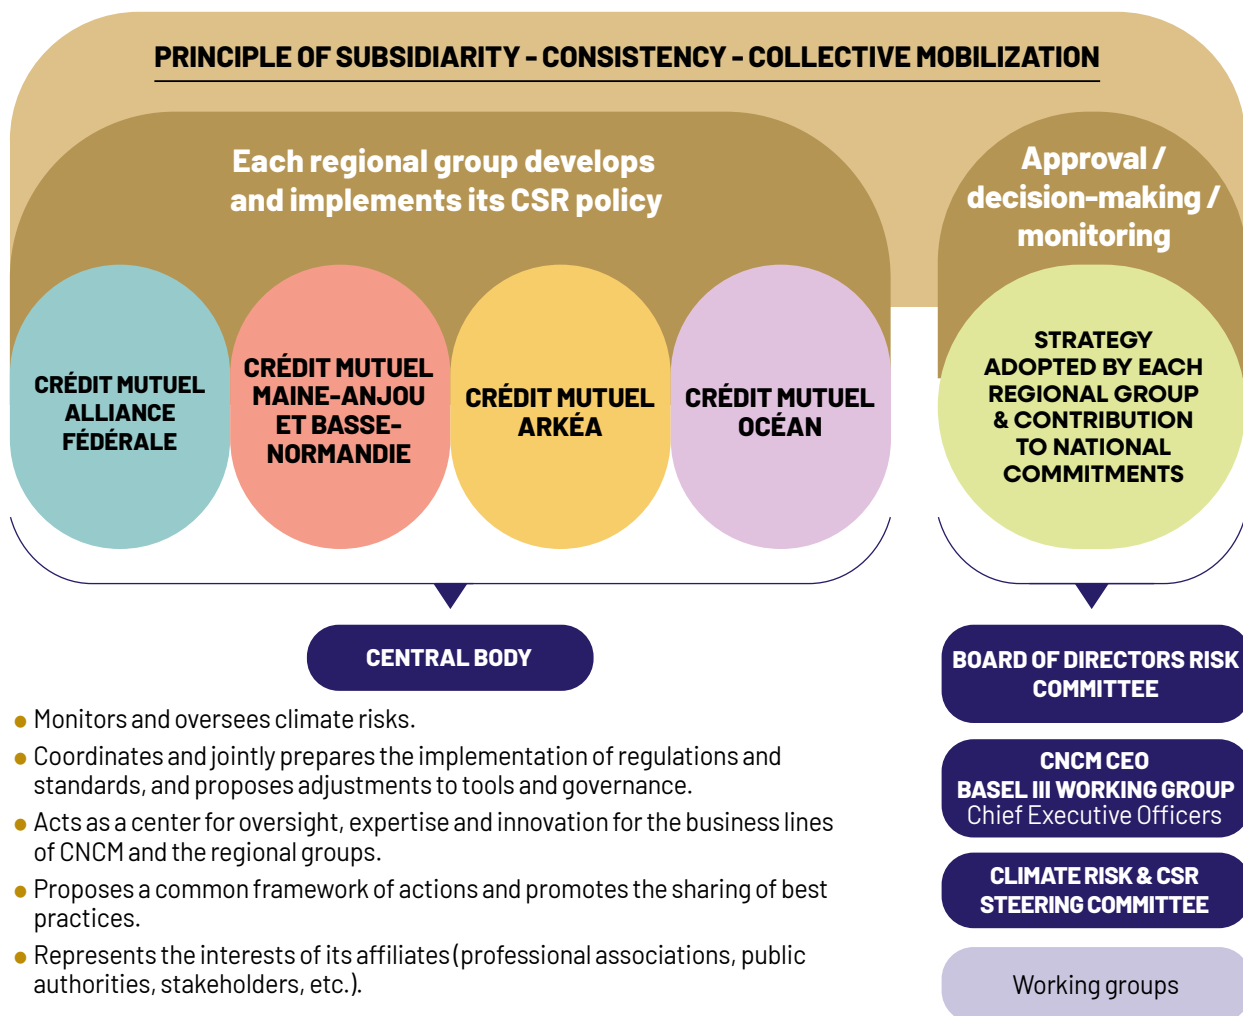 PRINCIPLE OF SUBSIDIARITY - CONSISTENCY - COLLECTIVE MOBILIZATION
Each regional group develops
and implements its CSR policy
CRÉDIT MUTUEL
ALLIANCE
FÉDÉRALE
CRÉDIT MUTUEL
MAINE-ANJOU
ET BASSE-
NORMANDIE
CRÉDIT MUTUEL
ARKÉA
CRÉDIT MUTUEL
OCÉAN
Approval /
decision-making /
monitoring
STRATEGY
ADOPTED BY EACH
REGIONAL GROUP
& CONTRIBUTION
TO NATIONAL
COMMITMENTS
CENTRAL BODY
● Monitors and oversees climate risks.
● Coordinates and jointly prepares the implementation of regulations and
standards, and proposes adjustments to tools and governance.
● Acts as a center for oversight, expertise and innovation for the business lines
of CNCM and the regional groups.
● Proposes a common framework of actions and promotes the sharing of best
practices.
● Represents the interests of its affiliates (professional associations, public
authorities, stakeholders, etc.).
BOARD OF DIRECTORS RISK
COMMITTEE
CNCM CEO
BASEL III WORKING GROUP
Chief Executive Officers
CLIMATE RISK & CSR
STEERING COMMITTEE
Working groups